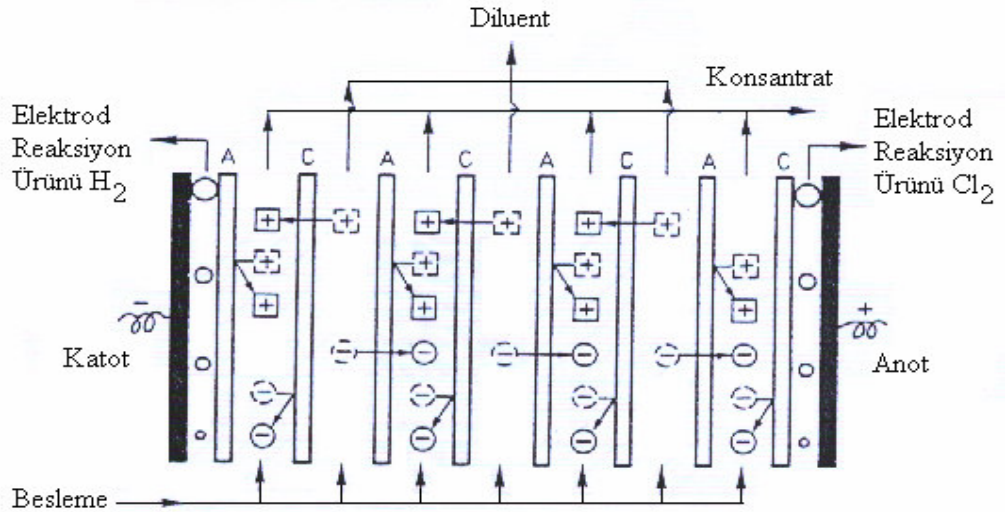 Diluent
Konsantrat
Elektrod
Reaksiyon
Ürünü H2
Elektrod
Reaksiyon
Ürünü Cl2
A C A C A C A C
+ + + + + +
+ + + +
+ + + +
− − − − − −
− − − −
− − − −
−
Katot
+
Anot
Besleme